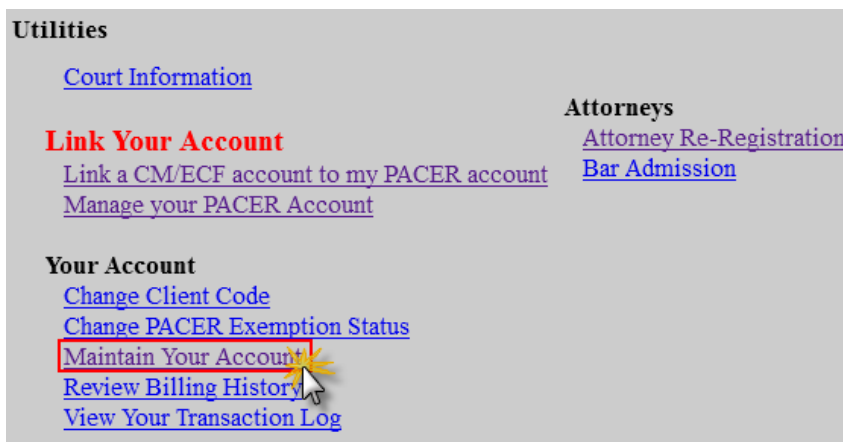 Utilities
Court Information
Link Your Account
Link a CM/ECF account to my PACER account
Manage your PACER Account
Attorneys
Attorney Re-Registration
Bar Admission
Your Account
Change Client Code
Change PACER Exemption Status
Maintain Your Account
Review Billing History
View Your Transaction Log